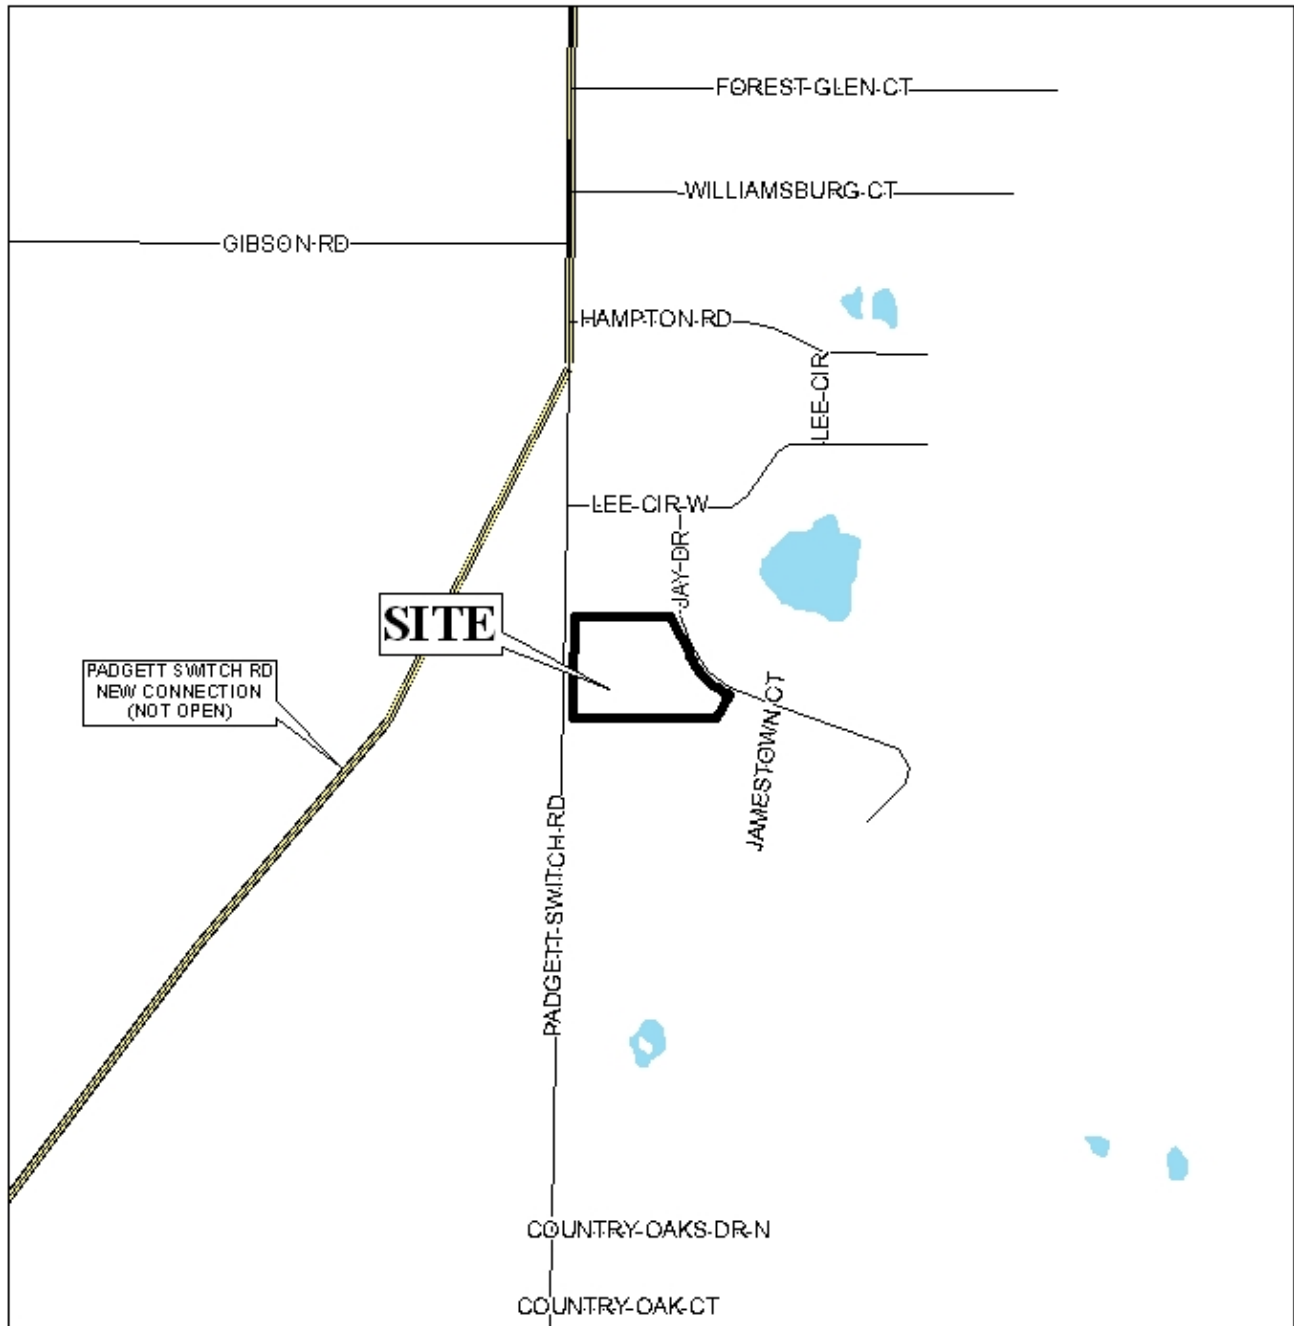 FOREST GLEN CT
WILLIAMSBURG CT
GIBSON RD
HAMPTON RD
LEE CIR
LEE CIR W
JAY DR
SITE
PADGETT SWITCH RD
NEW CONNECTION
(NOT OPEN)
JAMESTOWN CT
PADGETT SWITCH RD
COUNTRY OAKS DR N
COUNTRY OAK CT